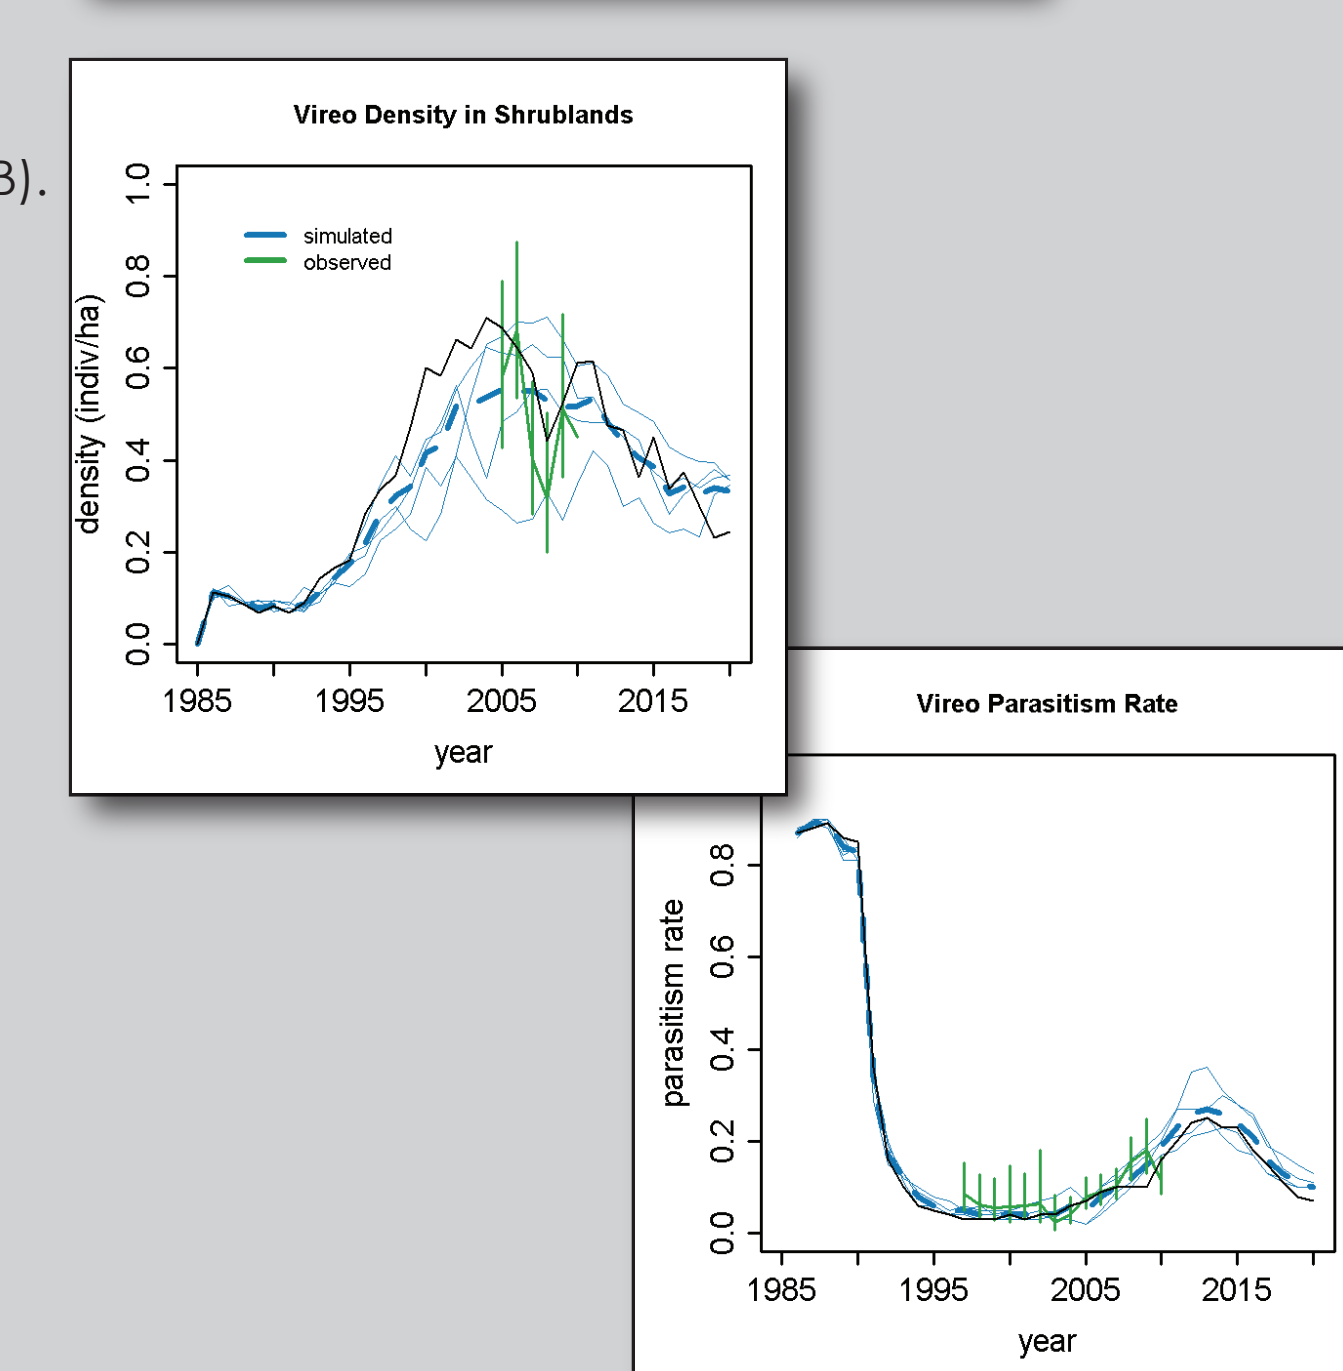 3).
Vireo Density in Shrublands
simulated
observed
density (indiv/ha)
1.0
0.8
0.6
0.4
0.2
0.0
1985 1995 2005 2015
year
Vireo Parasitism Rate
parasitism rate
0.8
0.6
0.4
0.2
0.0
1985 1995 2005 2015
year